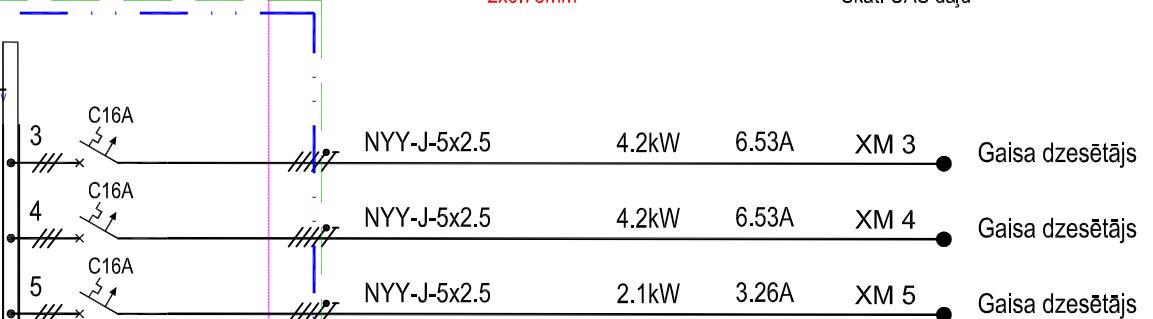 C16A
3 NYY-J-5x2.5 4.2kW 6.53A XM 3 Gaisa dzesētājs
C16A
4 NYY-J-5x2.5 4.2kW 6.53A XM 4 Gaisa dzesētājs
C16A
5 NYY-J-5x2.5 2.1kW 3.26A XM 5 Gaisa dzesētājs